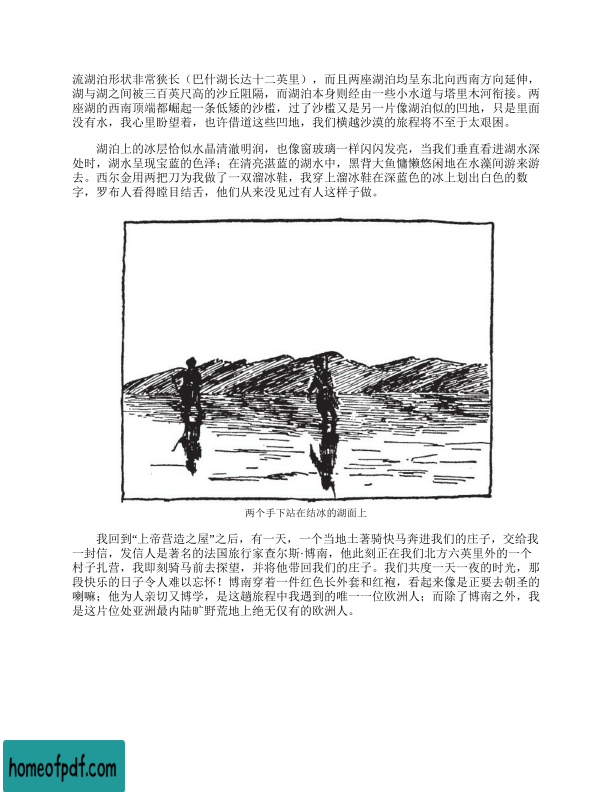 流湖泊形状非常狭长（巴什湖长达十二英里），而且两座湖泊均呈东北向西南方向延伸，
湖与湖之间被三百英尺高的沙丘阻隔，而湖泊本身则经由一些小水道与塔里木河衔接。两
座湖的西南顶端都崛起一条低矮的沙槛，过了沙槛又是另一片像湖泊似的凹地，只是里面
没有水，我心里盼望着，也许借道这些凹地，我们横越沙漠的旅程将不至于太艰困。
湖泊上的冰层恰似水晶清澈明润，也像窗玻璃一样闪闪发亮，当我们垂直看进湖水深
处时，湖水呈现宝蓝的色泽；在清亮湛蓝的湖水中，黑背大鱼慵懒悠闲地在水藻间游来游
去。西尔金用两把刀为我做了一双溜冰鞋，我穿上溜冰鞋在深蓝色的冰上划出白色的数
字，罗布人看得瞠目结舌，他们从来没见过有人这样子做。
两个手下站在结冰的湖面上
我回到“上帝营造之屋”之后，有一天，一个当地土著骑快马奔进我们的庄子，交给我
一封信，发信人是著名的法国旅行家查尔斯·博南，他此刻正在我们北方六英里外的一个
村子扎营，我即刻骑马前去探望，并将他带回我们的庄子。我们共度一天一夜的时光，那
段快乐的日子令人难以忘怀！博南穿着一件红色长外套和红袍，看起来像是正要去朝圣的
喇嘛；他为人亲切又博学，是这趟旅程中我遇到的唯一一位欧洲人；而除了博南之外，我
是这片位处亚洲最内陆旷野荒地上绝无仅有的欧洲人。
homeofpdf.com